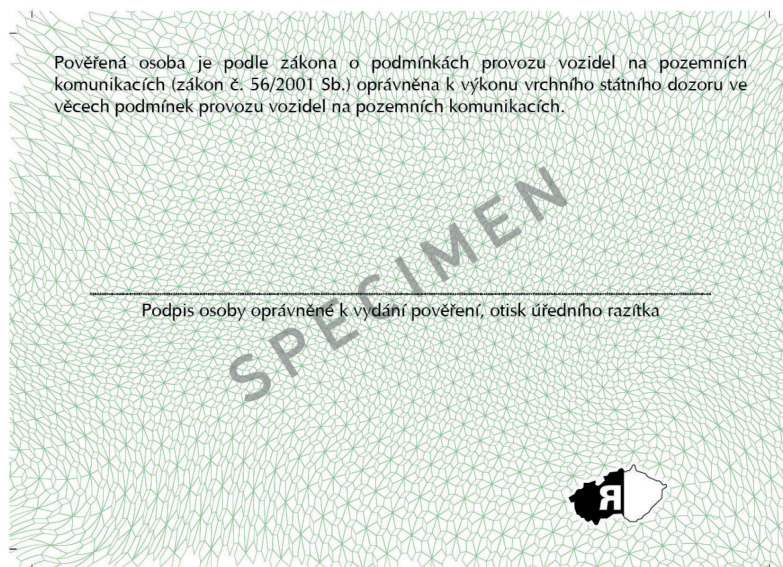 Pověřená osoba je podle zákona o podmínkách provozu vozidel na pozemních
komunikacích (zákon č. 56/2001 Sb.) oprávněna k výkonu vrchního státního dozoru ve
věcech podmínek provozu vozidel na pozemních komunikacích.
SPECIMEN
Podpis osoby oprávněné k vydání pověření, otisk úředního razítka
Я